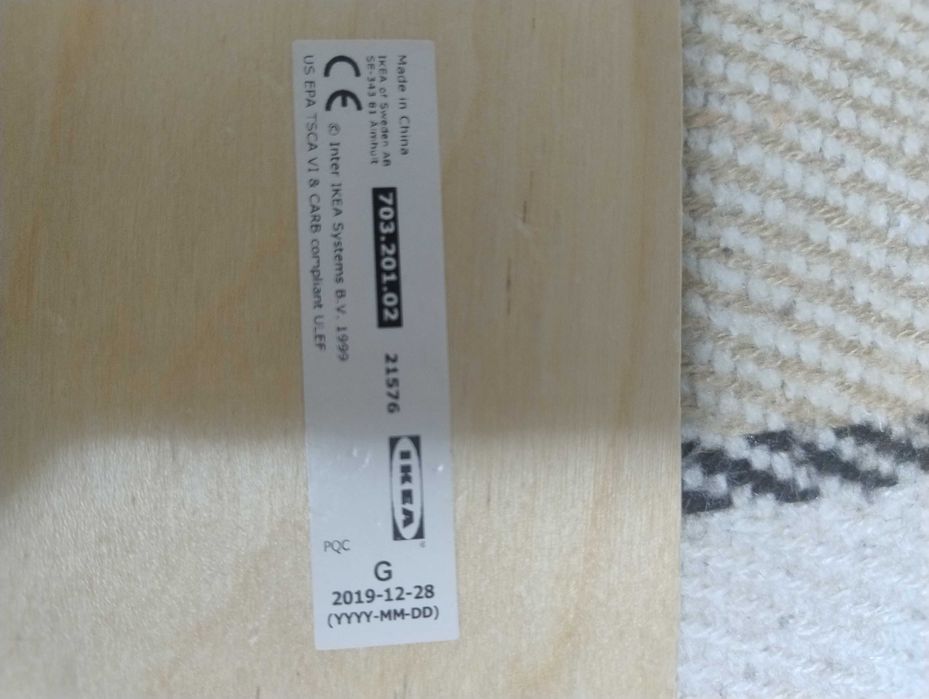 Made in China
IKEA of Sweden AB
SE-343 81 Älmhult
703.201.02
21576
IKEA
®
CE
© Inter IKEA Systems B.V. 1999
US EPA TSCA VI & CARB compliant ULEF
PQC
G
2019-12-28
(YYYY-MM-DD)